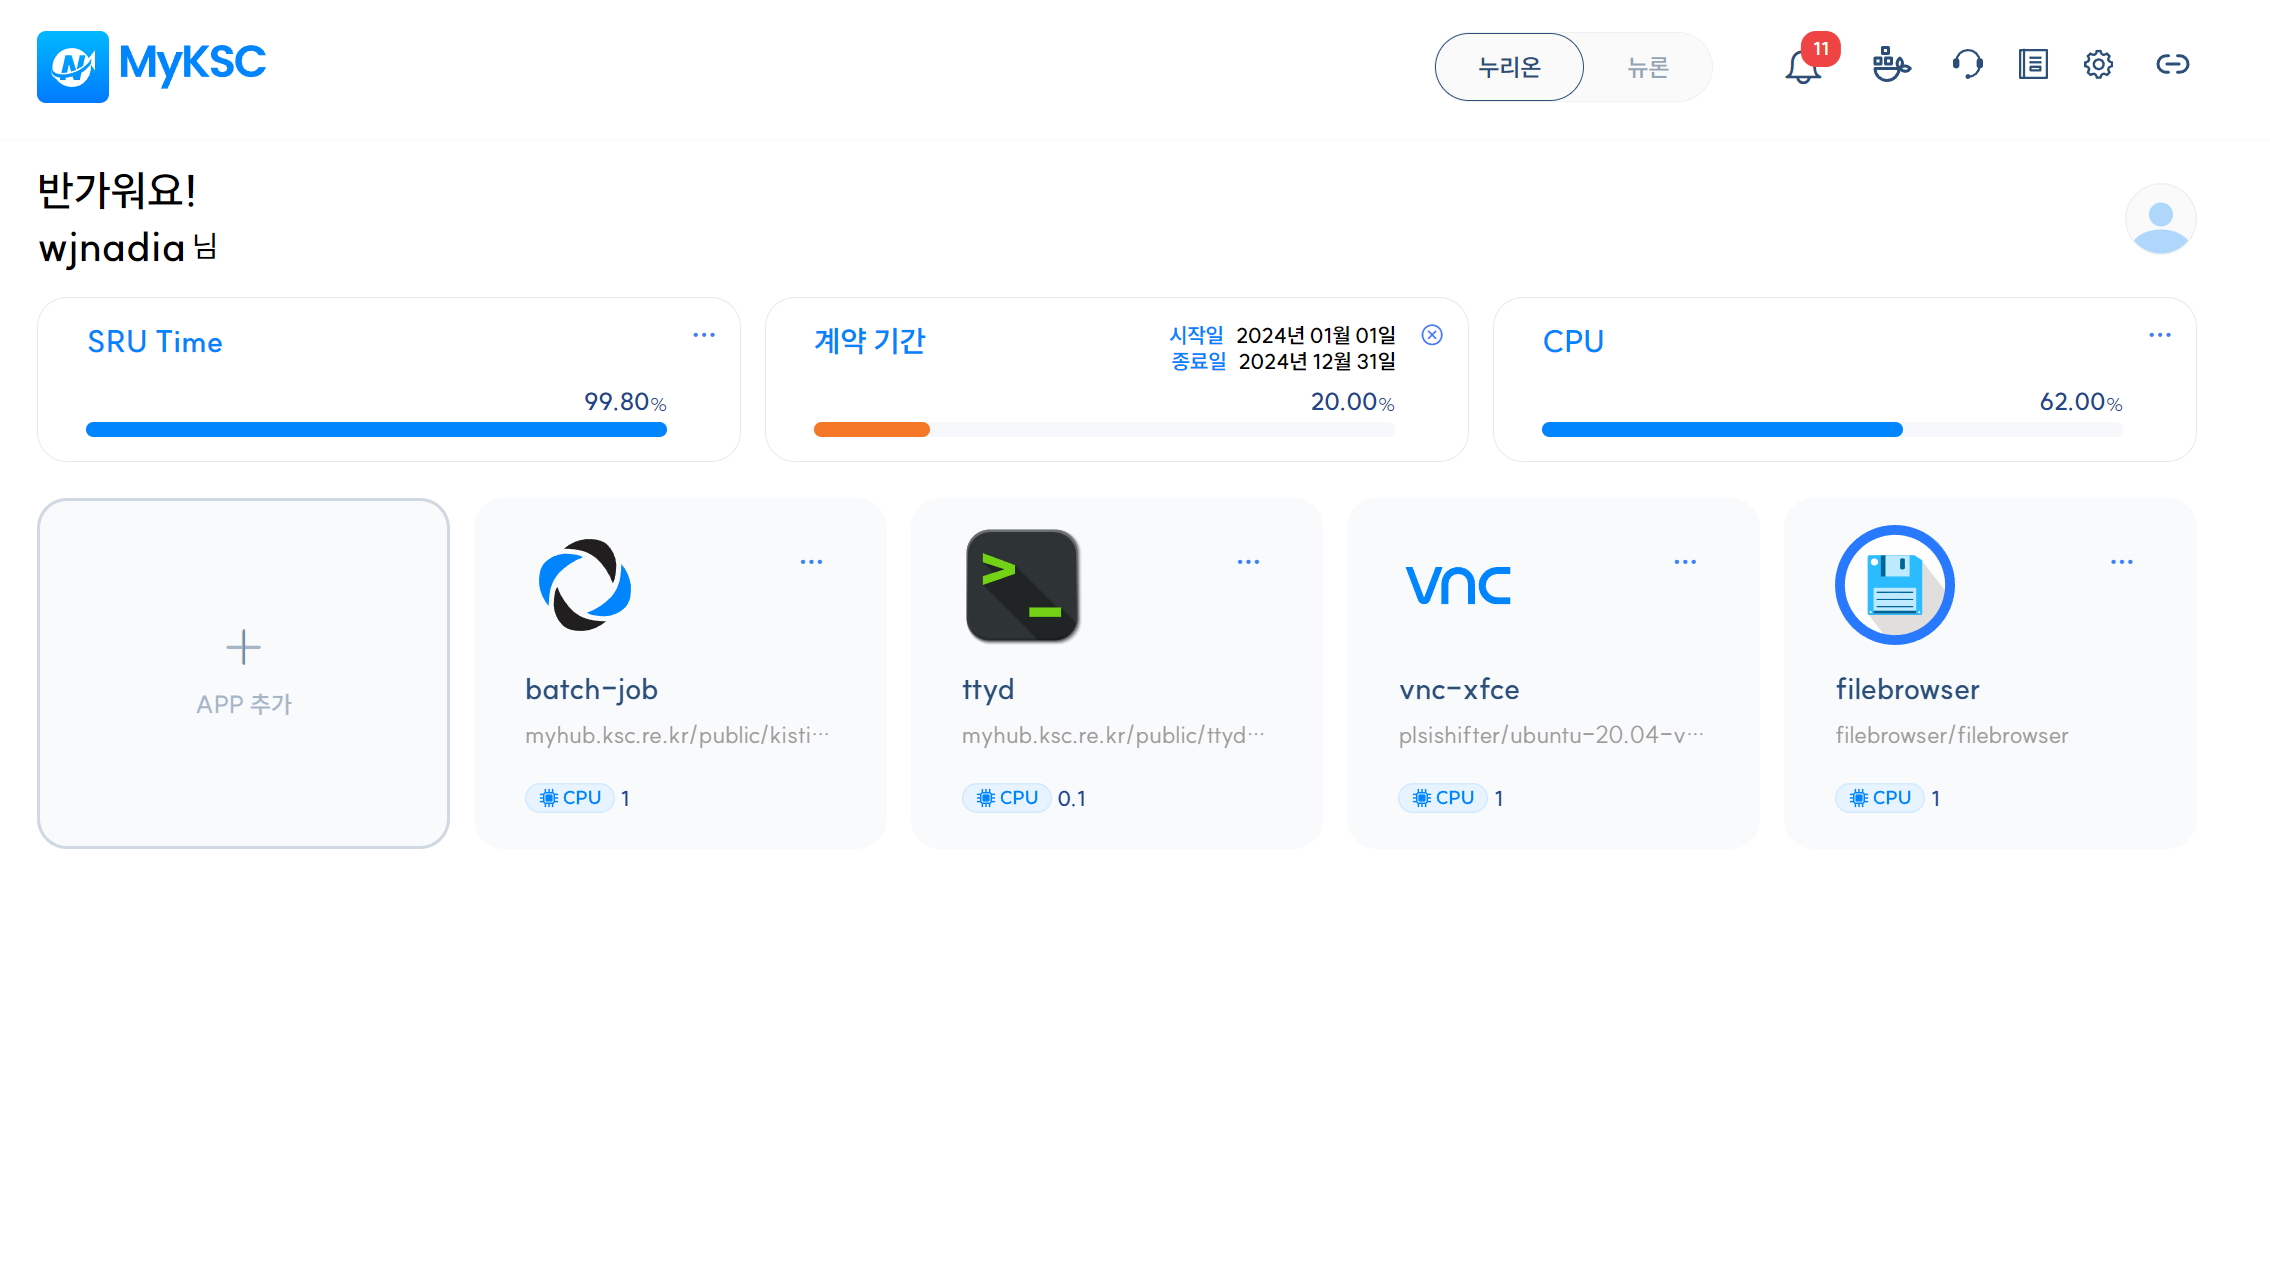 MyKSC
누리온
뉴론
11
반가워요!
wjnadia 님
SRU Time
99.80%
계약 기간
시작일 2024년 01월 01일
종료일 2024년 12월 31일
20.00%
CPU
62.00%
APP 추가
batch-job
myhub.ksc.re.kr/public/kisti…
CPU 1
ttyd
myhub.ksc.re.kr/public/ttyd…
CPU 0.1
vnc
vnc-xfce
plsishifter/ubuntu-20.04-v…
CPU 1
filebrowser
filebrowser/filebrowser
CPU 1